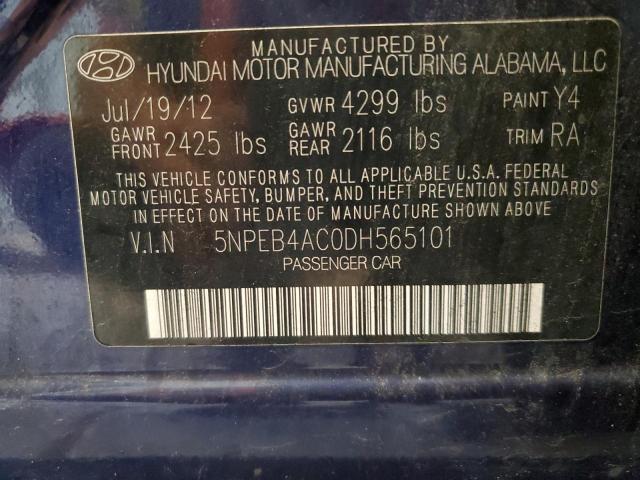 MANUFACTURED BY
HYUNDAI MOTOR MANUFACTURING ALABAMA, LLC
Jul/19/12 GVWR 4299 lbs PAINT Y4
GAWR FRONT 2425 lbs GAWR REAR 2116 lbs TRIM RA
THIS VEHICLE CONFORMS TO ALL APPLICABLE U.S.A. FEDERAL
MOTOR VEHICLE SAFETY, BUMPER, AND THEFT PREVENTION STANDARDS
IN EFFECT ON THE DATE OF MANUFACTURE SHOWN ABOVE.
V.I.N 5NPEB4AC0DH565101
PASSENGER CAR